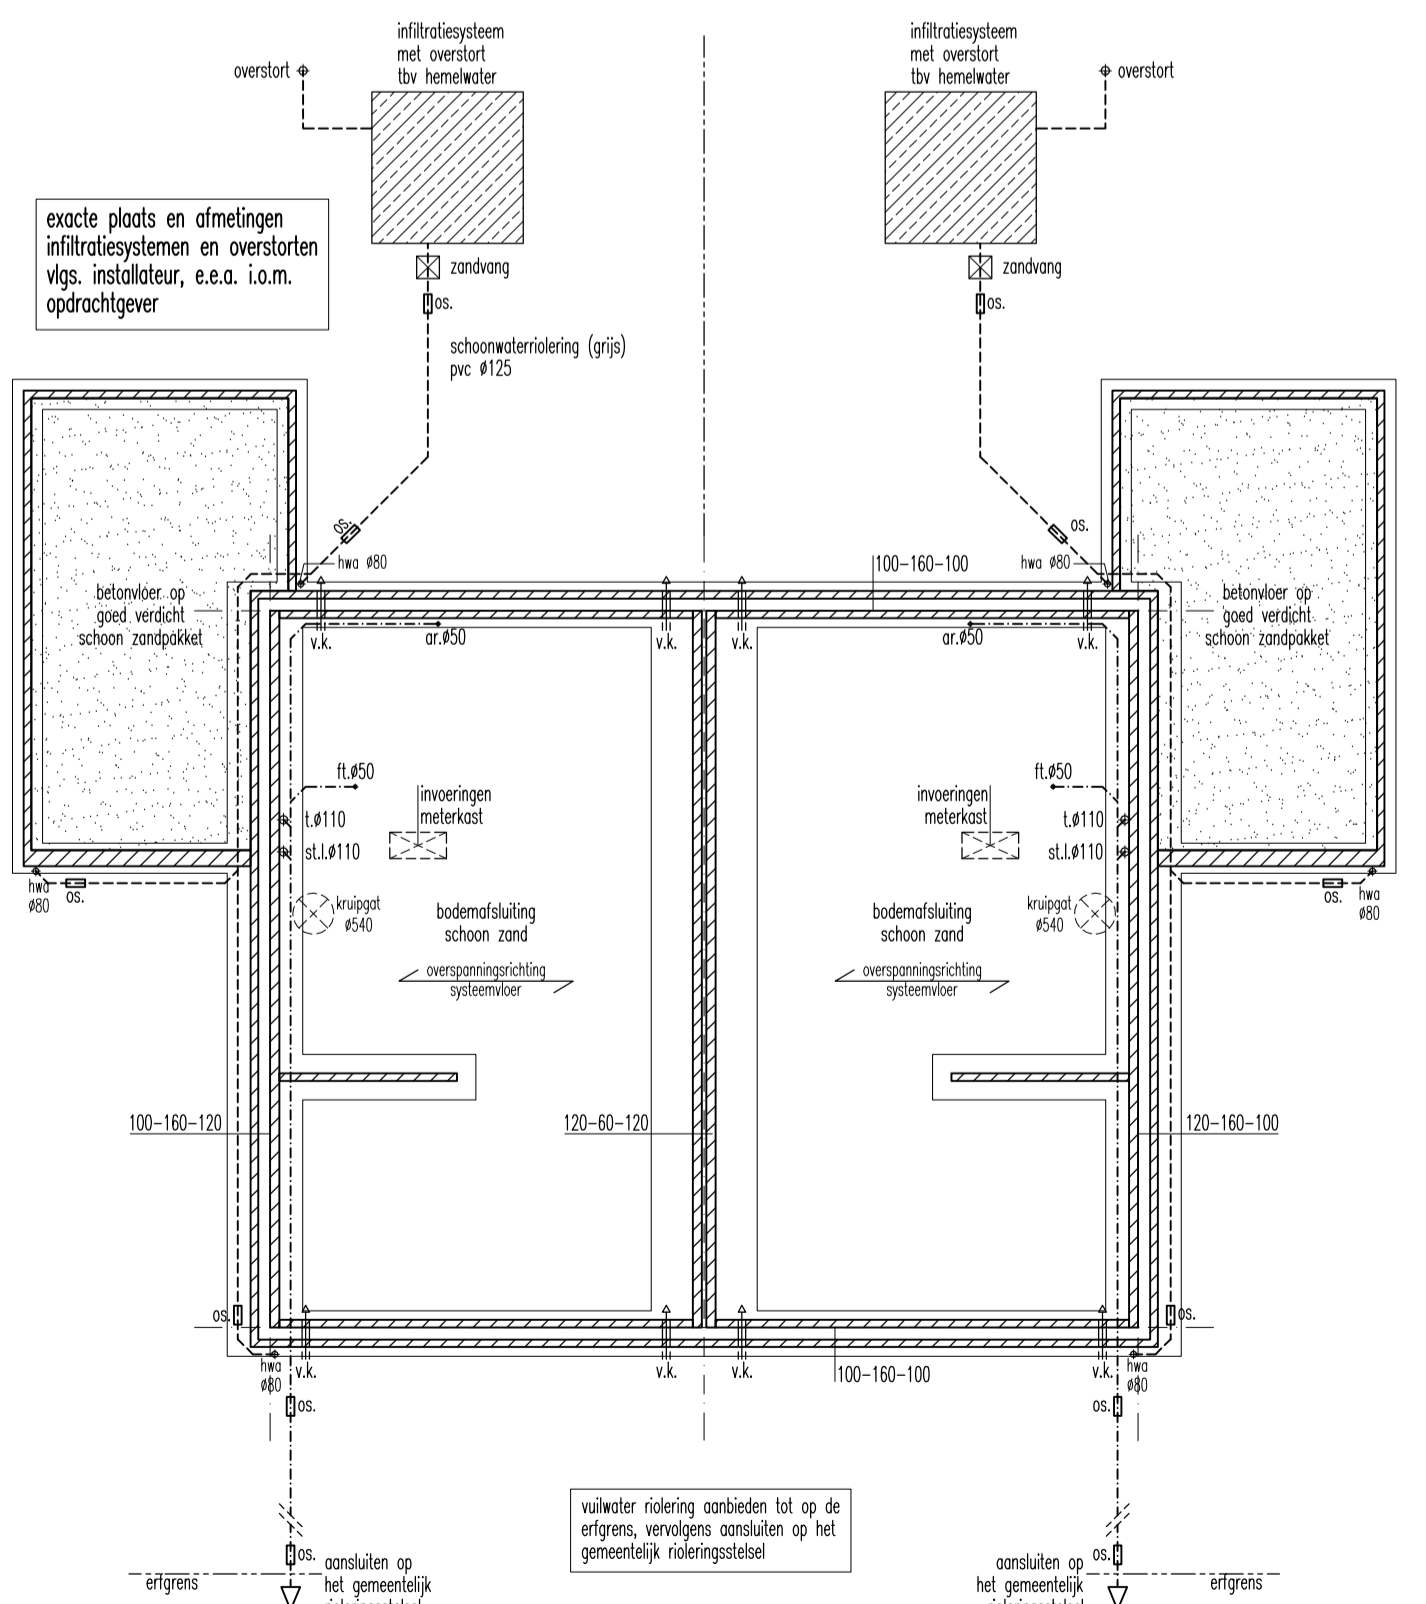 infiltratiesysteem
met overstort
tbv hemelwater
overstort
infiltratiesysteem
met overstort
tbv hemelwater
overstort
exacte plaats en afmetingen
infiltratiesystemen en overstorten
vlgs. installateur, e.e.a. i.o.m.
opdrachtgever
zandvang
os.
zandvang
os.
schoonwaterriolering (grijs)
pvc ø125
os.
hwa ø80
os.
hwa ø80
100-160-100
betonvloer op
goed verdicht
schoon zandpakket
betonvloer op
goed verdicht
schoon zandpakket
v.k.
ar.ø50
v.k.
v.k.
ar.ø50
v.k.
ft.ø50
t.ø110
st.l.ø110
invoeringen
meterkast
invoeringen
meterkast
ft.ø50
t.ø110
st.l.ø110
hwa
ø80
os.
os.
hwa
ø80
kruipgat
ø540
bodemafsluiting
schoon zand
bodemafsluiting
schoon zand
kruipgat
ø540
overspanningsrichting
systeemvloer
overspanningsrichting
systeemvloer
100-160-120
120-60-120
120-160-100
os.
os.
hwa
ø80
v.k.
v.k.
v.k.
100-160-100
v.k.
hwa
ø80
os.
os.
vuilwater riolering aanbieden tot op de
erfgrens, vervolgens aansluiten op het
gemeentelijk rioleringsstelsel
os.
aansluiten op
het gemeentelijk
erfgrens
os.
aansluiten op
het gemeentelijk
erfgrens